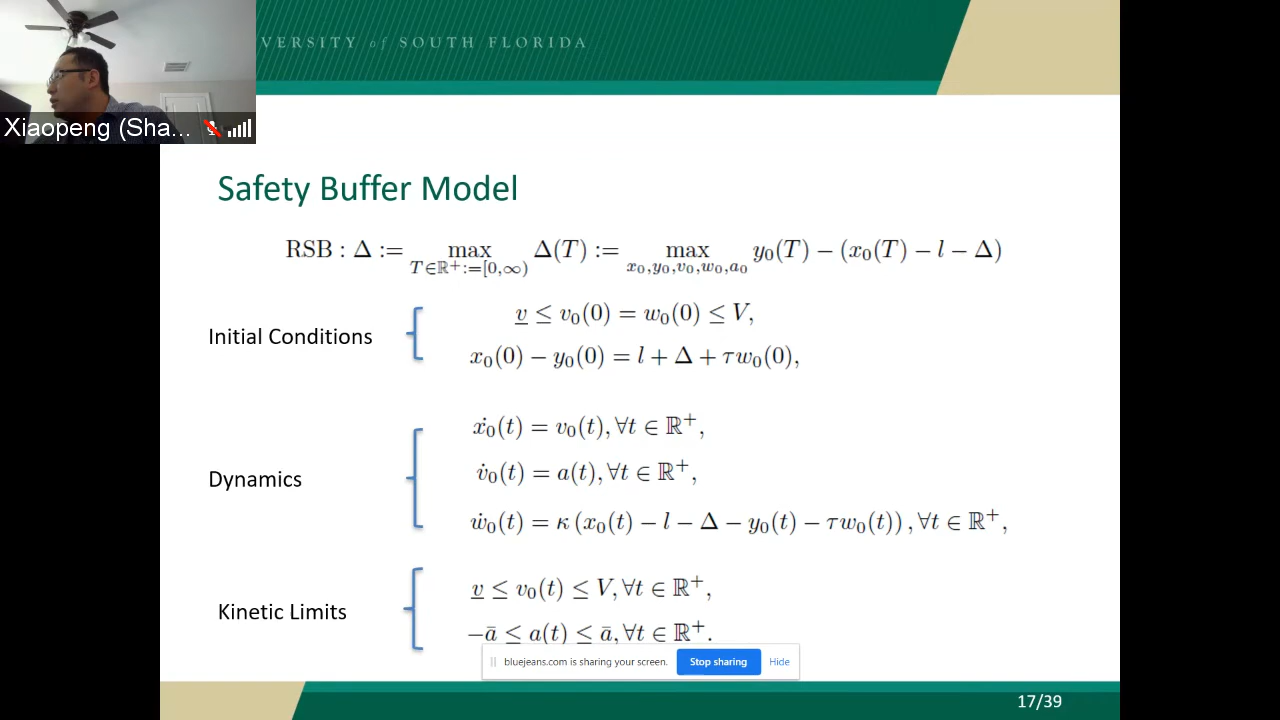 VERSITY of SOUTH FLORIDA
Xiaopeng (Sha...
Safety Buffer Model
RSB : Δ := max_{T∈ℝ⁺:=[0,∞)} Δ(T) := max_{x₀,y₀,v₀,w₀,a₀} y₀(T) − (x₀(T) − l − Δ)
Initial Conditions
v̲ ≤ v₀(0) = w₀(0) ≤ V,
x₀(0) − y₀(0) = l + Δ + τw₀(0),
Dynamics
ẋ₀(t) = v₀(t), ∀t ∈ ℝ⁺,
v̇₀(t) = a(t), ∀t ∈ ℝ⁺,
ẇ₀(t) = κ (x₀(t) − l − Δ − y₀(t) − τw₀(t)) , ∀t ∈ ℝ⁺,
Kinetic Limits
v̲ ≤ v₀(t) ≤ V, ∀t ∈ ℝ⁺,
−ā ≤ a(t) ≤ ā, ∀t ∈ ℝ⁺.
bluejeans.com is sharing your screen. Stop sharing Hide
17/39